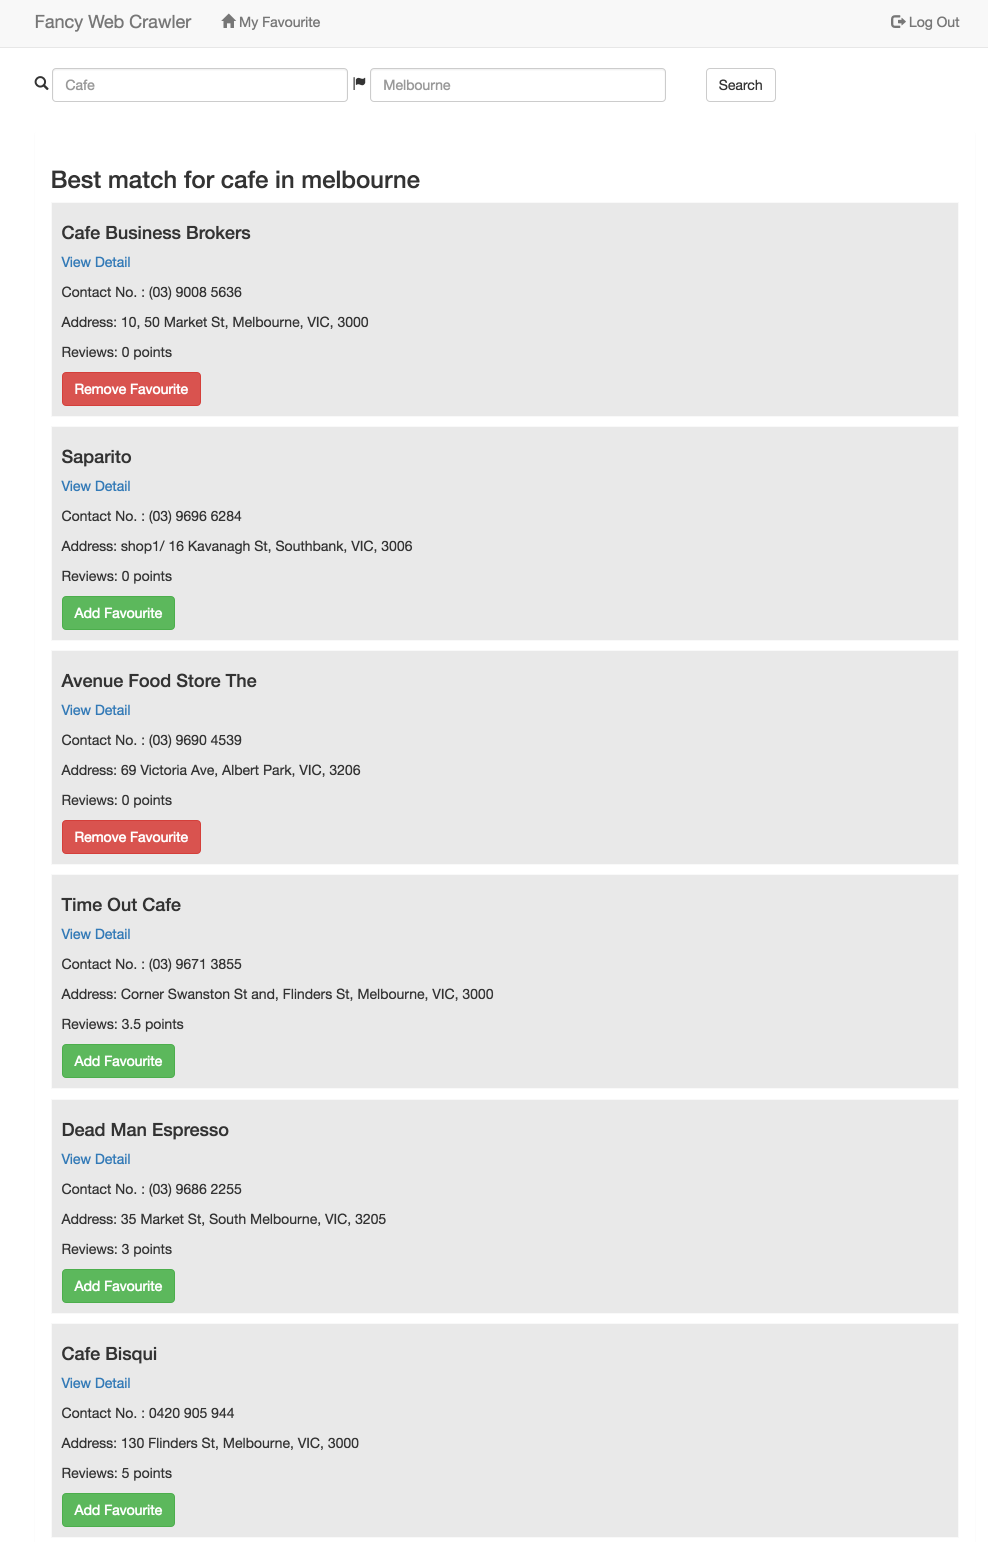 Fancy Web Crawler My Favourite Log Out
Cafe Melbourne Search
Best match for cafe in melbourne
Cafe Business Brokers
View Detail
Contact No. : (03) 9008 5636
Address: 10, 50 Market St, Melbourne, VIC, 3000
Reviews: 0 points
Remove Favourite
Saparito
View Detail
Contact No. : (03) 9696 6284
Address: shop1/ 16 Kavanagh St, Southbank, VIC, 3006
Reviews: 0 points
Add Favourite
Avenue Food Store The
View Detail
Contact No. : (03) 9690 4539
Address: 69 Victoria Ave, Albert Park, VIC, 3206
Reviews: 0 points
Remove Favourite
Time Out Cafe
View Detail
Contact No. : (03) 9671 3855
Address: Corner Swanston St and, Flinders St, Melbourne, VIC, 3000
Reviews: 3.5 points
Add Favourite
Dead Man Espresso
View Detail
Contact No. : (03) 9686 2255
Address: 35 Market St, South Melbourne, VIC, 3205
Reviews: 3 points
Add Favourite
Cafe Bisqui
View Detail
Contact No. : 0420 905 944
Address: 130 Flinders St, Melbourne, VIC, 3000
Reviews: 5 points
Add Favourite